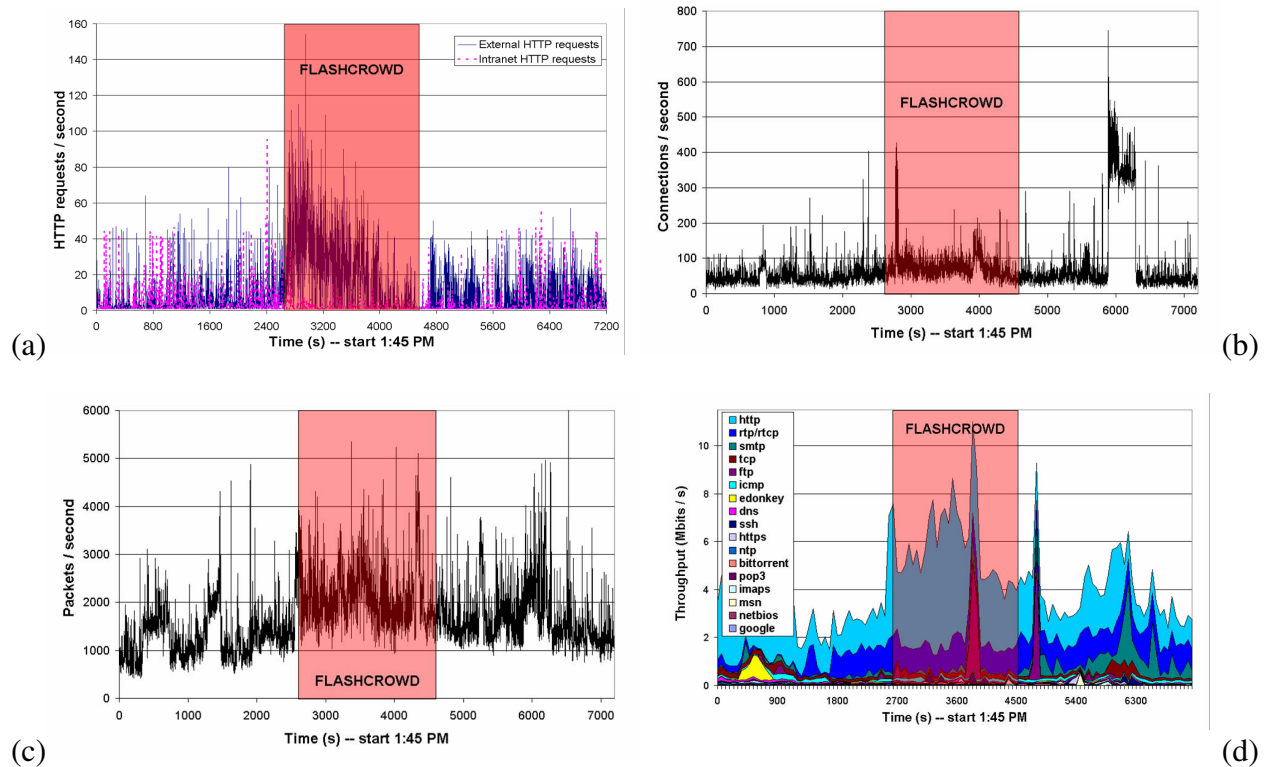 (a)
HTTP requests / second
160
140
120
100
80
60
40
20
0
External HTTP requests
Intranet HTTP requests
FLASHCROWD
0 800 1600 2400 3200 4000 4800 5600 6400 7200
Time (s) -- start 1:45 PM
(b)
Connections / second
800
700
600
500
400
300
200
100
0
FLASHCROWD
0 1000 2000 3000 4000 5000 6000 7000
Time (s) -- start 1:45 PM
(c)
Packets / second
6000
5000
4000
3000
2000
1000
0
FLASHCROWD
0 1000 2000 3000 4000 5000 6000 7000
Time (s) -- start 1:45 PM
(d)
Throughput (Mbits / s)
10
8
6
4
2
0
http
rtp/rtcp
smtp
tcp
ftp
icmp
edonkey
dns
ssh
https
ntp
bittorrent
pop3
imaps
msn
netbios
google
FLASHCROWD
0 900 1800 2700 3600 4500 5400 6300
Time (s) -- start 1:45 PM